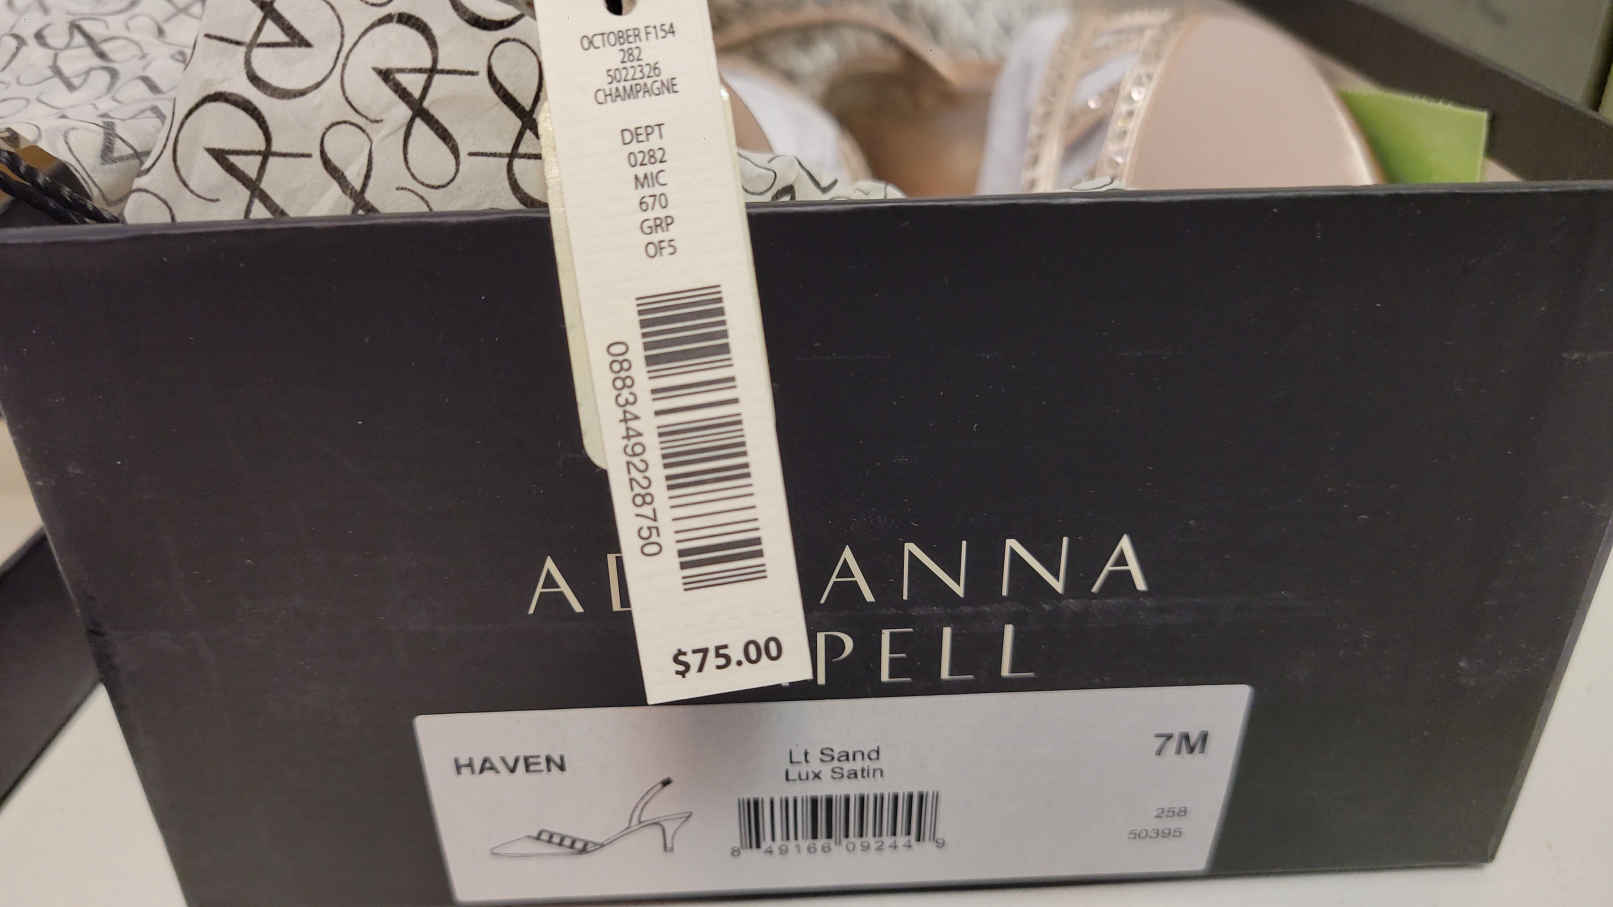 OCTOBER F154
282
5022326
CHAMPAGNE
DEPT
0282
MIC
670
GRP
OF5
0883449228750
$75.00
AD ANNA
PELL
HAVEN
Lt Sand
Lux Satin
7M
8 49166 09244 9
258
50395